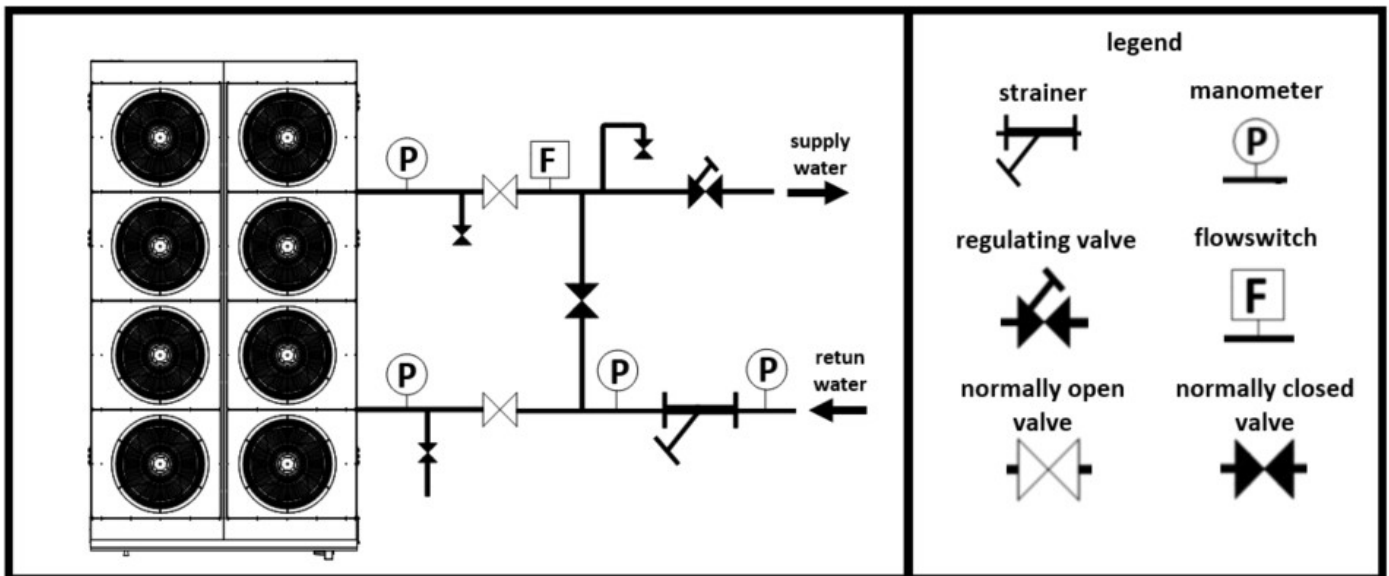 legend
strainer
manometer
P
regulating valve
flowswitch
F
normally open
valve
normally closed
valve
P
F
supply
water
P
P
P
retun
water